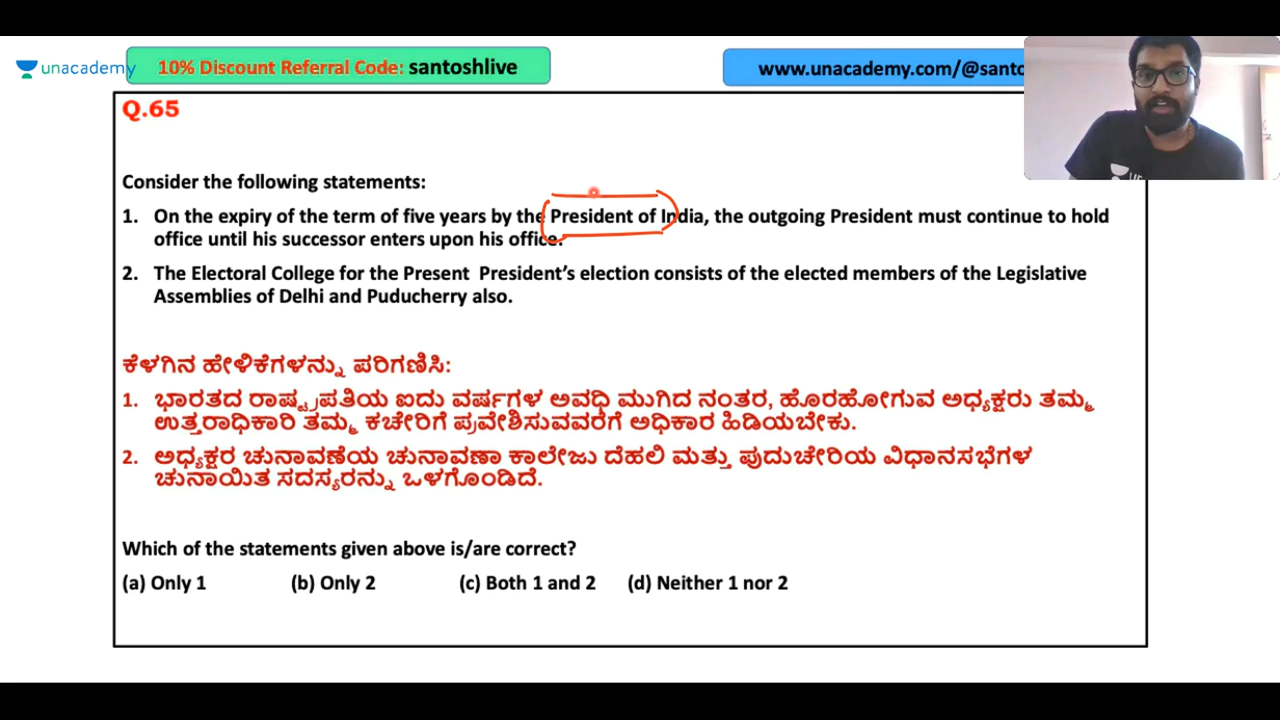 unacademy
10% Discount Referral Code: santoshlive
www.unacademy.com/@santo
Q.65
Consider the following statements:
1. On the expiry of the term of five years by the President of India, the outgoing President must continue to hold
office until his successor enters upon his office.
2. The Electoral College for the Present President's election consists of the elected members of the Legislative
Assemblies of Delhi and Puducherry also.
ಕೆಳಗಿನ ಹೇಳಿಕೆಗಳನ್ನು ಪರಿಗಣಿಸಿ:
1. ಭಾರತದ ರಾಷ್ಟ್ರಪತಿಯ ಐದು ವರ್ಷಗಳ ಅವಧಿ ಮುಗಿದ ನಂತರ, ಹೊರಹೋಗುವ ಅಧ್ಯಕ್ಷರು ತಮ್ಮ
ಉತ್ತರಾಧಿಕಾರಿ ತಮ್ಮ ಕಚೇರಿಗೆ ಪ್ರವೇಶಿಸುವವರೆಗೆ ಅಧಿಕಾರ ಹಿಡಿಯಬೇಕು.
2. ಅಧ್ಯಕ್ಷರ ಚುನಾವಣೆಯ ಚುನಾವಣಾ ಕಾಲೇಜು ದೆಹಲಿ ಮತ್ತು ಪುದುಚೇರಿಯ ವಿಧಾನಸಭೆಗಳ
ಚುನಾಯಿತ ಸದಸ್ಯರನ್ನು ಒಳಗೊಂಡಿದೆ.
Which of the statements given above is/are correct?
(a) Only 1 (b) Only 2 (c) Both 1 and 2 (d) Neither 1 nor 2